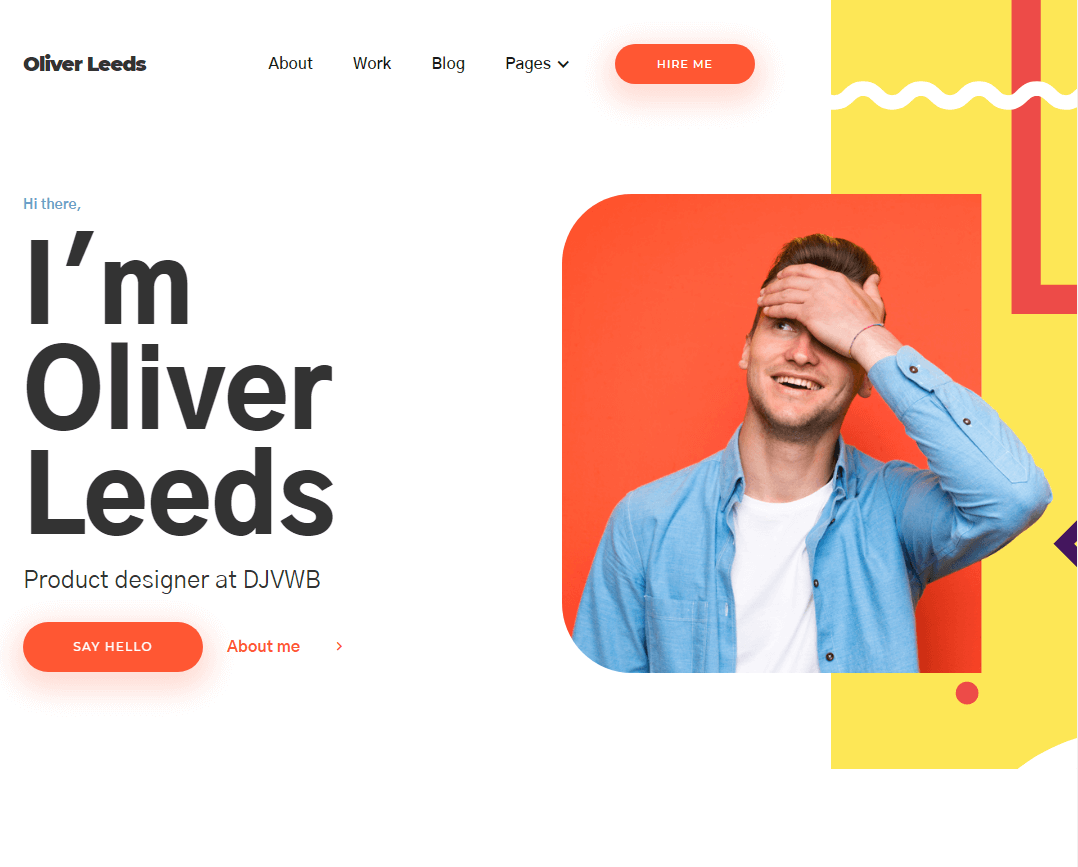 Oliver Leeds
About Work Blog Pages HIRE ME
Hi there,
I’m
Oliver
Leeds
Product designer at DJVWB
SAY HELLO About me